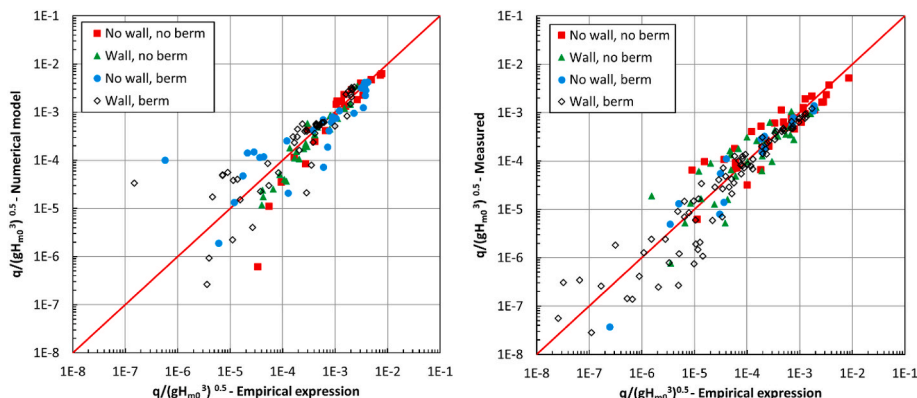 1E-1
1E-2
1E-3
1E-4
1E-5
1E-6
1E-7
1E-8
q/(gHm0³)^0.5 - Numerical model
No wall, no berm
Wall, no berm
No wall, berm
Wall, berm
1E-8 1E-7 1E-6 1E-5 1E-4 1E-3 1E-2 1E-1
q/(gHm0³)^0.5 - Empirical expression
1E-1
1E-2
1E-3
1E-4
1E-5
1E-6
1E-7
1E-8
q/(gHm0³)^0.5 - Measured
No wall, no berm
Wall, no berm
No wall, berm
Wall, berm
1E-8 1E-7 1E-6 1E-5 1E-4 1E-3 1E-2 1E-1
q/(gHm0³)^0.5 - Empirical expression